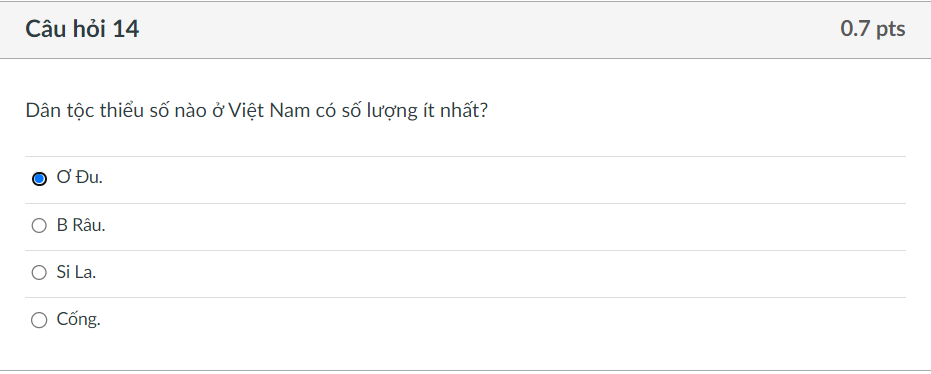 Câu hỏi 14
0.7 pts
Dân tộc thiểu số nào ở Việt Nam có số lượng ít nhất?
Ơ Đu.
B Râu.
Si La.
Cống.